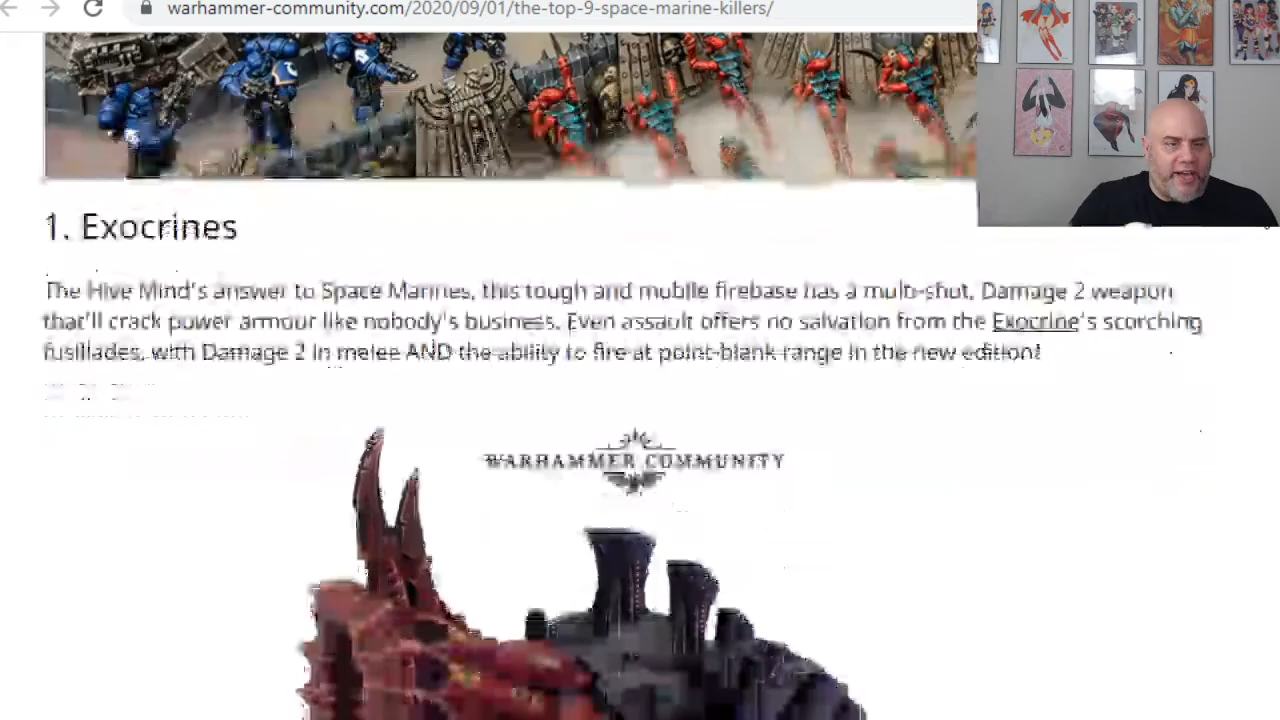 warhammer-community.com/2020/09/01/the-top-9-space-marine-killers/
1. Exocrines
The Hive Mind's answer to Space Marines, this tough and mobile firebase has a multi-shot, Damage 2 weapon
that'll crack power armour like nobody's business. Even assault offers no salvation from the Exocrine's scorching
fusillades, with Damage 2 in melee AND the ability to fire at point-blank range in the new edition!
WARHAMMER COMMUNITY